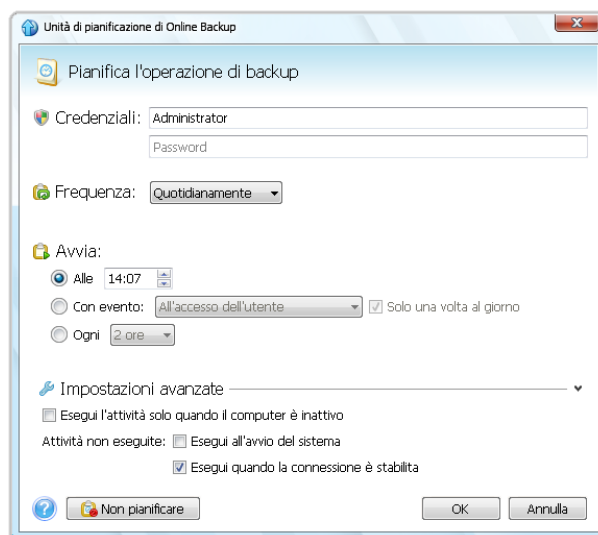 Unità di pianificazione di Online Backup
Pianifica l'operazione di backup
Credenziali: Administrator
Password
Frequenza: Quotidianamente
Avvia:
Alle 14:07
Con evento: All'accesso dell'utente Solo una volta al giorno
Ogni 2 ore
Impostazioni avanzate
Esegui l'attività solo quando il computer è inattivo
Attività non eseguite: Esegui all'avvio del sistema
Esegui quando la connessione è stabilita
Non pianificare OK Annulla